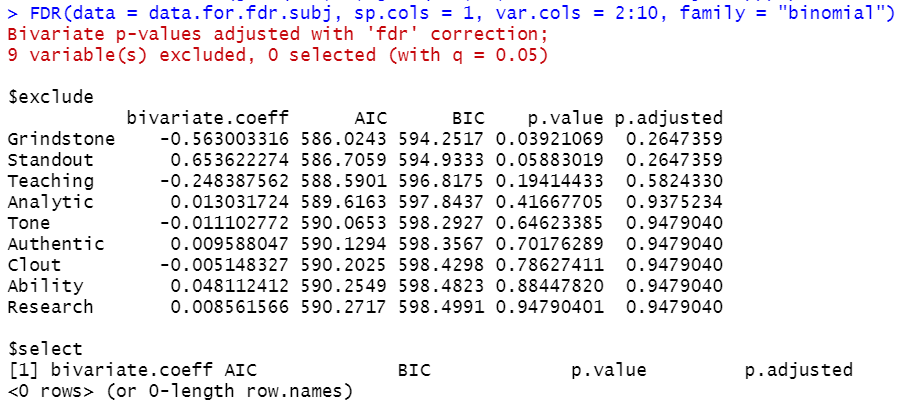 > FDR(data = data.for.fdr.subj, sp.cols = 1, var.cols = 2:10, family = "binomial")
Bivariate p-values adjusted with 'fdr' correction;
9 variable(s) excluded, 0 selected (with q = 0.05)
$exclude
bivariate.coeff AIC BIC p.value p.adjusted
Grindstone -0.563003316 586.0243 594.2517 0.03921069 0.2647359
Standout 0.653622274 586.7059 594.9333 0.05883019 0.2647359
Teaching -0.248387562 588.5901 596.8175 0.19414433 0.5824330
Analytic 0.013031724 589.6163 597.8437 0.41667705 0.9375234
Tone -0.011102772 590.0653 598.2927 0.64623385 0.9479040
Authentic 0.009588047 590.1294 598.3567 0.70176289 0.9479040
Clout -0.005148327 590.2025 598.4298 0.78627411 0.9479040
Ability 0.048112412 590.2549 598.4823 0.88447820 0.9479040
Research 0.008561566 590.2717 598.4991 0.94790401 0.9479040
$select
[1] bivariate.coeff AIC BIC p.value p.adjusted
<0 rows> (or 0-length row.names)